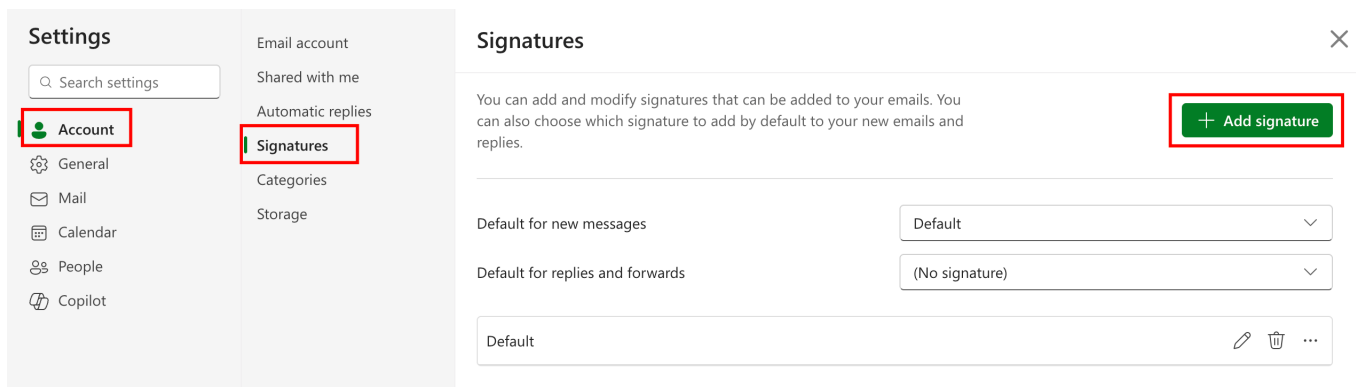 Settings
Search settings
Account
General
Mail
Calendar
People
Copilot
Email account
Shared with me
Automatic replies
Signatures
Categories
Storage
Signatures
You can add and modify signatures that can be added to your emails. You
can also choose which signature to add by default to your new emails and
replies.
Add signature
Default for new messages
Default
Default for replies and forwards
(No signature)
Default